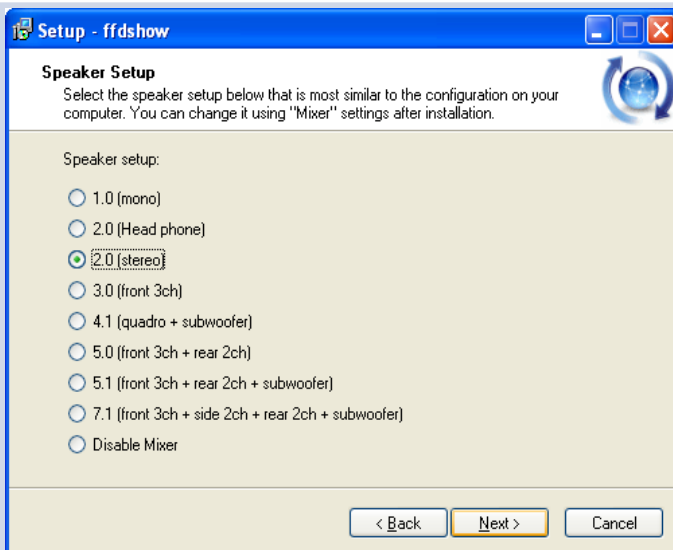 Setup - ffdshow
Speaker Setup
Select the speaker setup below that is most similar to the configuration on your
computer. You can change it using "Mixer" settings after installation.
Speaker setup:
1.0 (mono)
2.0 (Head phone)
2.0 (stereo)
3.0 (front 3ch)
4.1 (quadro + subwoofer)
5.0 (front 3ch + rear 2ch)
5.1 (front 3ch + rear 2ch + subwoofer)
7.1 (front 3ch + side 2ch + rear 2ch + subwoofer)
Disable Mixer
< Back Next > Cancel